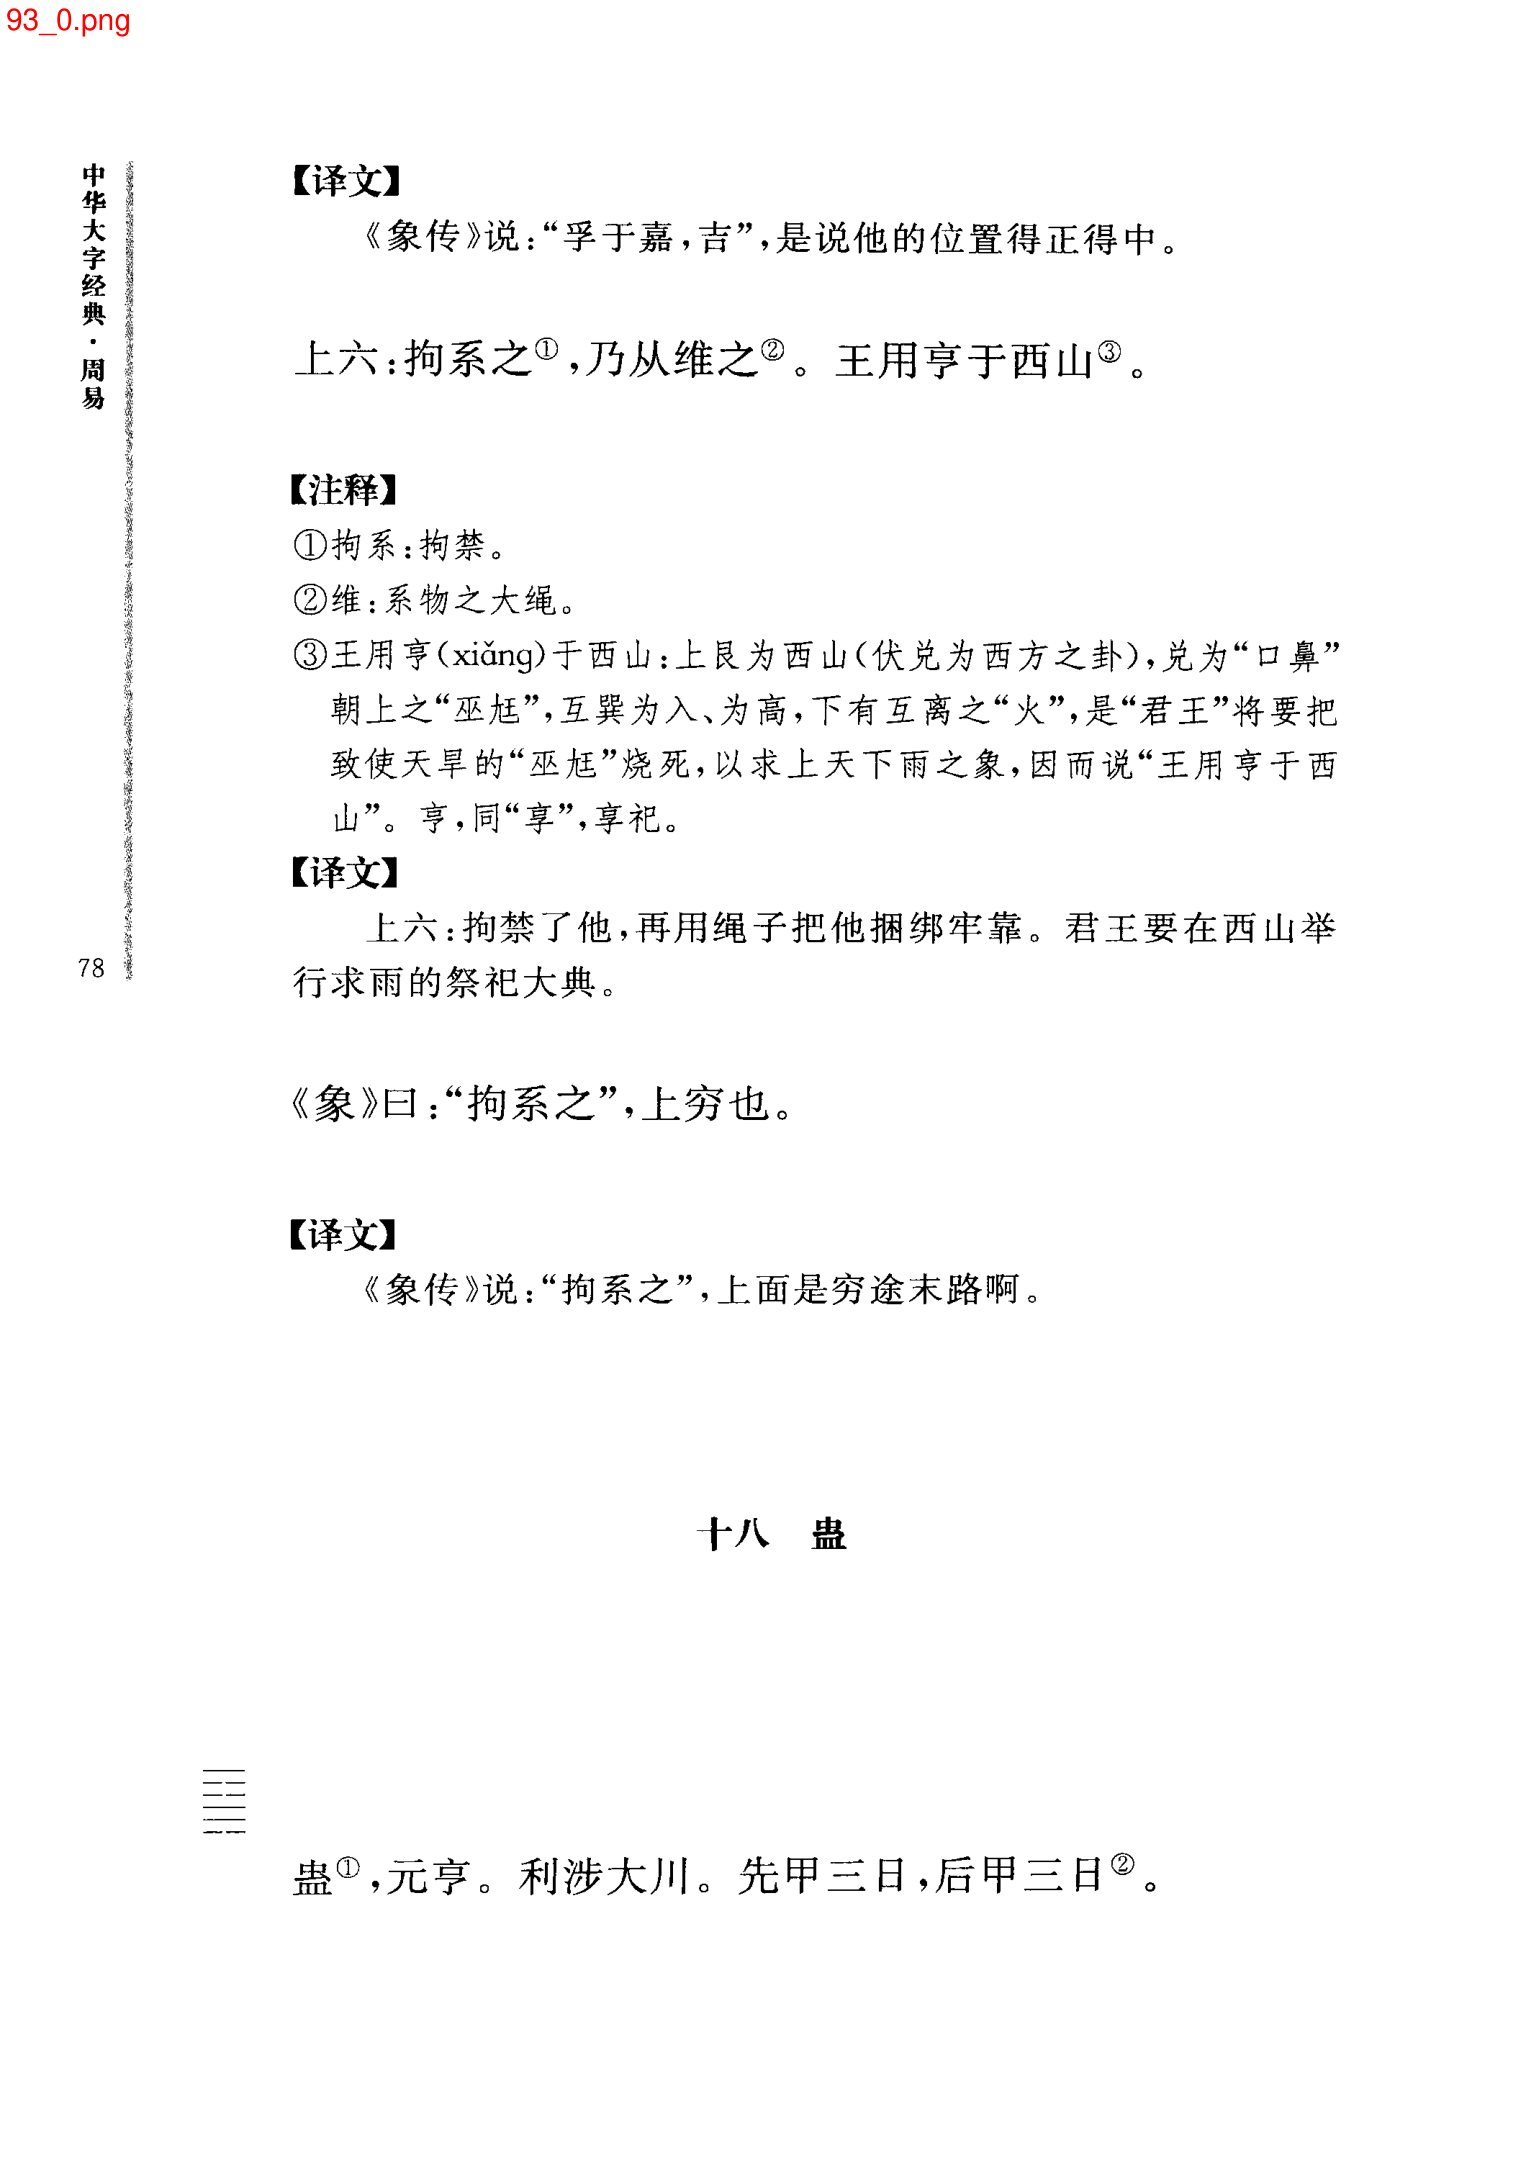 93_0.png
中华大字经典·周易
78
【译文】
《象传》说：“孚于嘉，吉”，是说他的位置得正得中。
上六：拘系之①，乃从维之②。王用亨于西山③。
【注释】
①拘系：拘禁。
②维：系物之大绳。
③王用亨(xiǎng)于西山：上艮为西山（伏兑为西方之卦），兑为“口鼻”
朝上之“巫尪”，互巽为入、为高，下有互离之“火”，是“君王”将要把
致使天旱的“巫尪”烧死，以求上天下雨之象，因而说“王用亨于西
山”。亨，同“享”，享祀。
【译文】
上六：拘禁了他，再用绳子把他捆绑牢靠。君王要在西山举
行求雨的祭祀大典。
《象》曰：“拘系之”，上穷也。
【译文】
《象传》说：“拘系之”，上面是穷途末路啊。
十八　蛊
蛊①，元亨。利涉大川。先甲三日，后甲三日②。